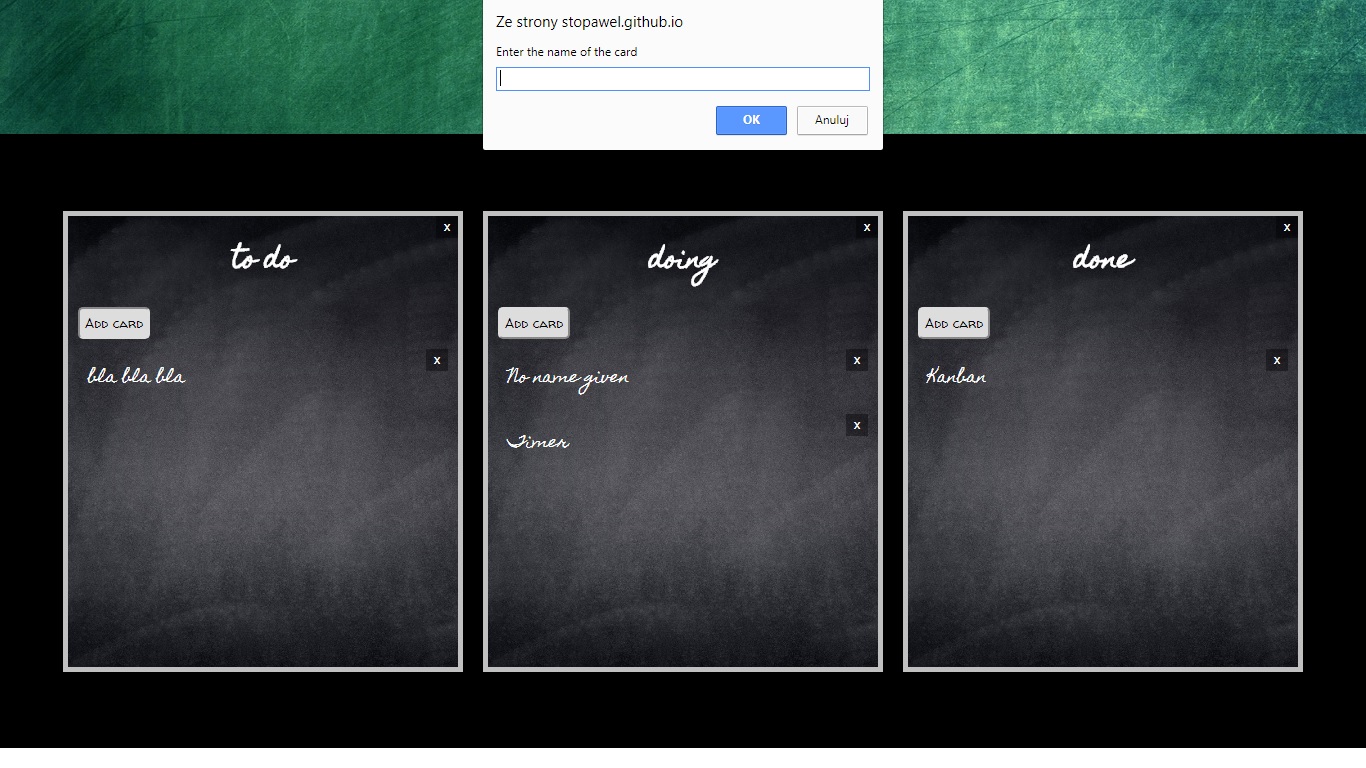 Ze strony stopawel.github.io
Enter the name of the card
OK Anuluj
x x x
to do doing done
Add card Add card Add card
x x x
bla bla bla No name given Kanban
x
Timer